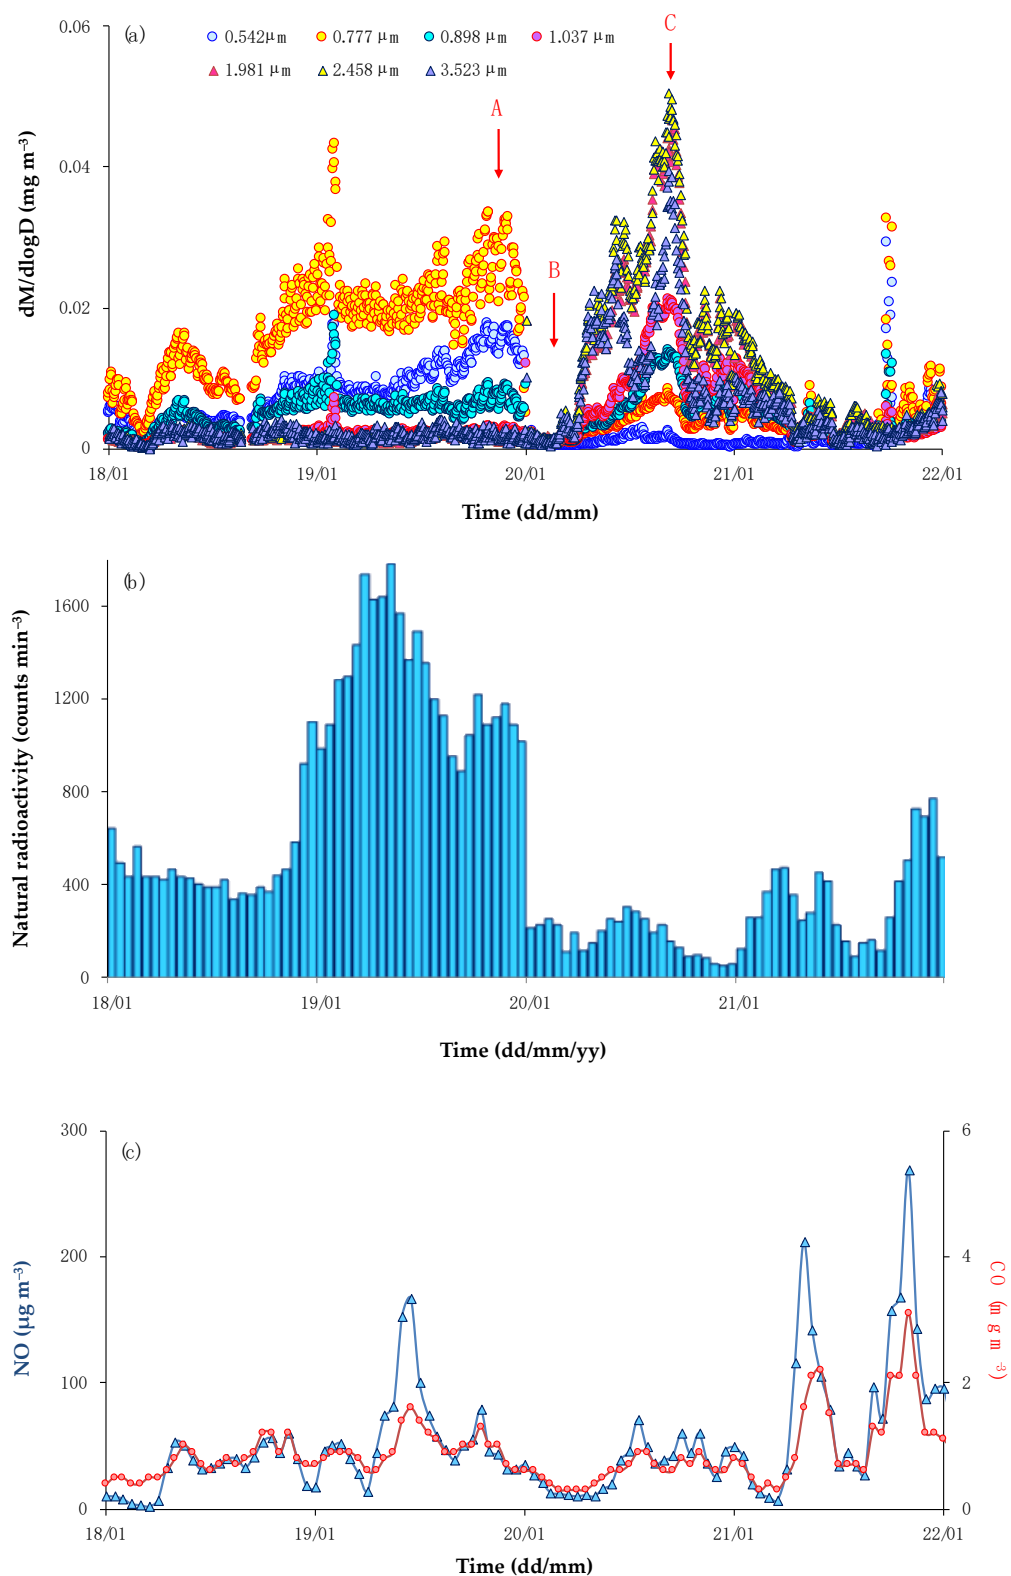 (a)
0.542μm 0.777 μm 0.898 μm 1.037 μm
1.981 μm 2.458 μm 3.523 μm
A
B
C
0.06
0.04
0.02
0
dM/dlogD (mg m⁻³)
18/01 19/01 20/01 21/01 22/01
Time (dd/mm)
(b)
1600
1200
800
400
0
Natural radioactivity (counts min⁻³)
18/01 19/01 20/01 21/01
Time (dd/mm/yy)
(c)
300
200
100
0
NO (μg m⁻³)
6
4
2
0
CO (mg m⁻³)
18/01 19/01 20/01 21/01 22/01
Time (dd/mm)